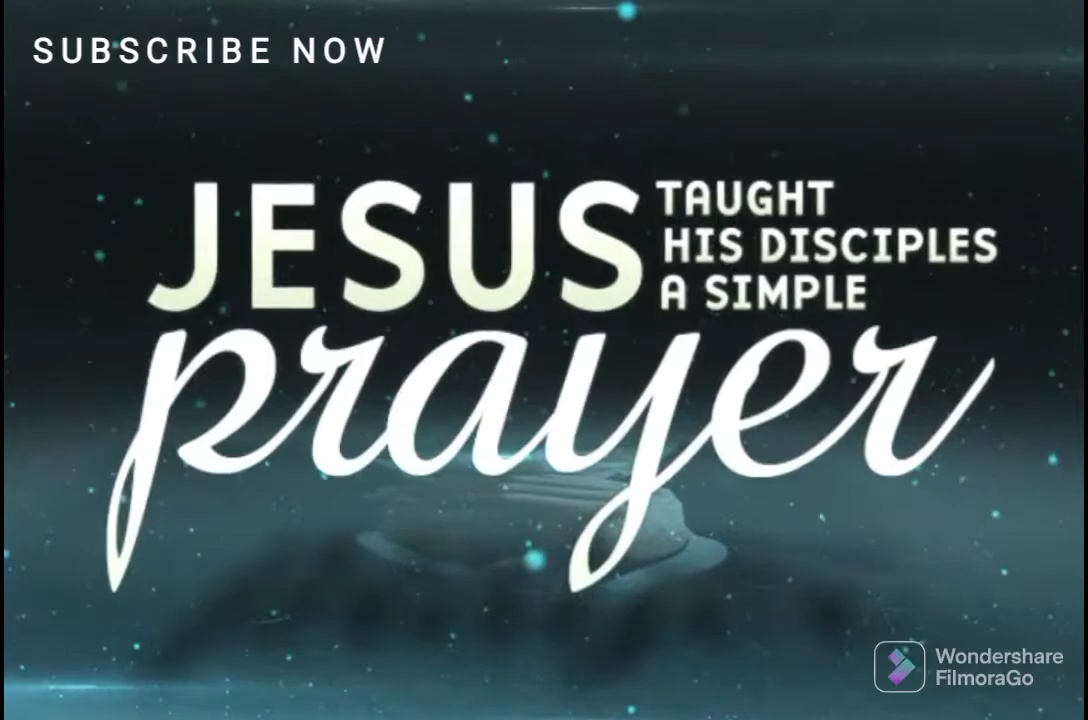 SUBSCRIBE NOW
JESUS
TAUGHT
HIS DISCIPLES
A SIMPLE
prayer
Wondershare
FilmoraGo